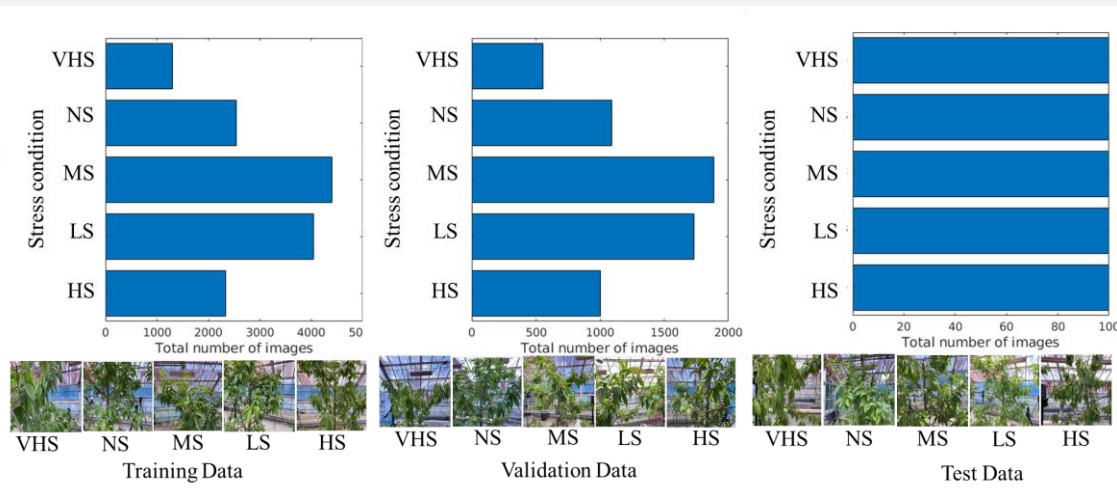 Stress condition
VHS
NS
MS
LS
HS
0 1000 2000 3000 4000 50
Total number of images
VHS NS MS LS HS
Training Data
Stress condition
VHS
NS
MS
LS
HS
0 500 1000 1500 2000
Total number of images
VHS NS MS LS HS
Validation Data
Stress condition
VHS
NS
MS
LS
HS
0 20 40 60 80 100
Total number of images
VHS NS MS LS HS
Test Data